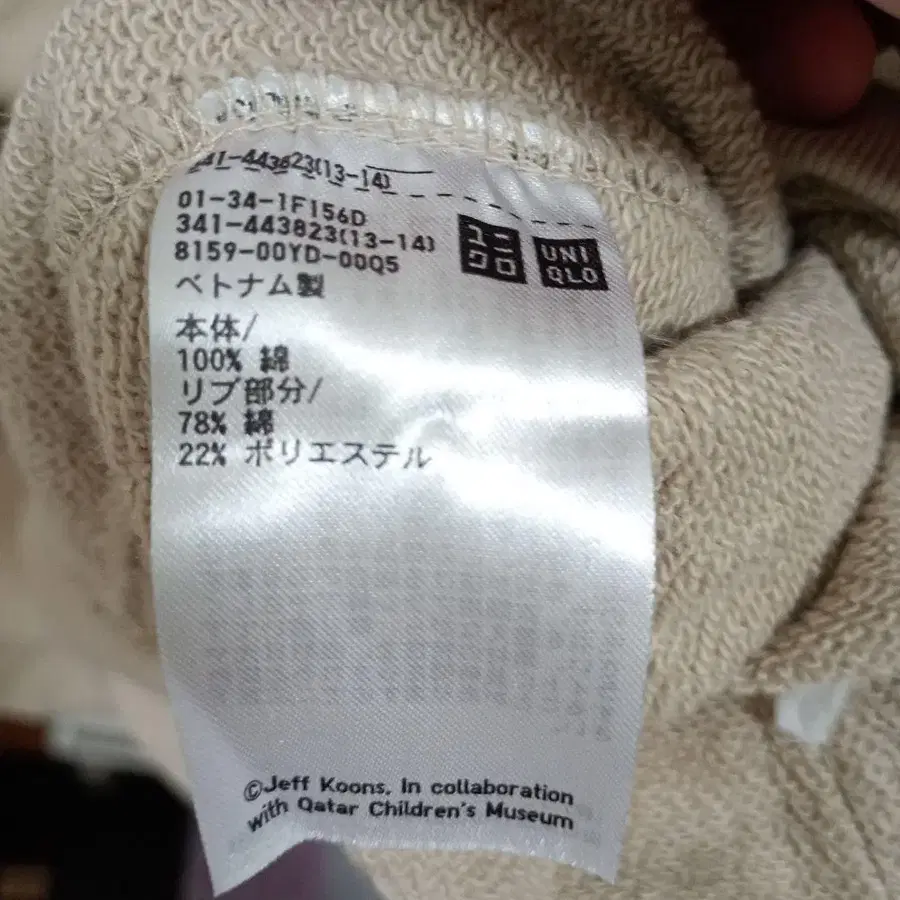 341-443823(13-14)
01-34-1F156D
341-443823(13-14)
8159-00YD-00Q5
ユニクロ
UNIQLO
ベトナム製
本体/
100% 綿
リブ部分/
78% 綿
22% ポリエステル
©Jeff Koons, In collaboration
with Qatar Children's Museum